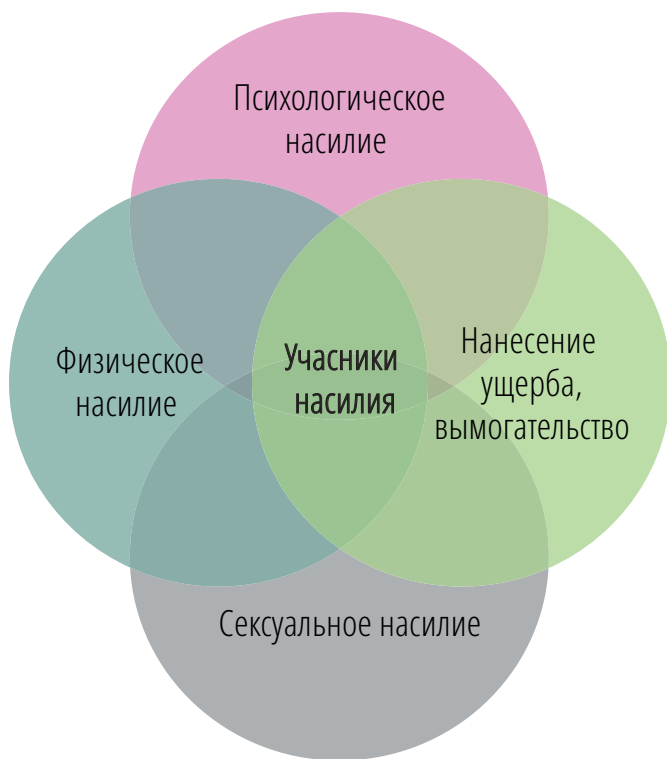 Психологическое
насилие
Физическое
насилие
Учасники
насилия
Нанесение
ущерба,
вымогательство
Сексуальное насилие